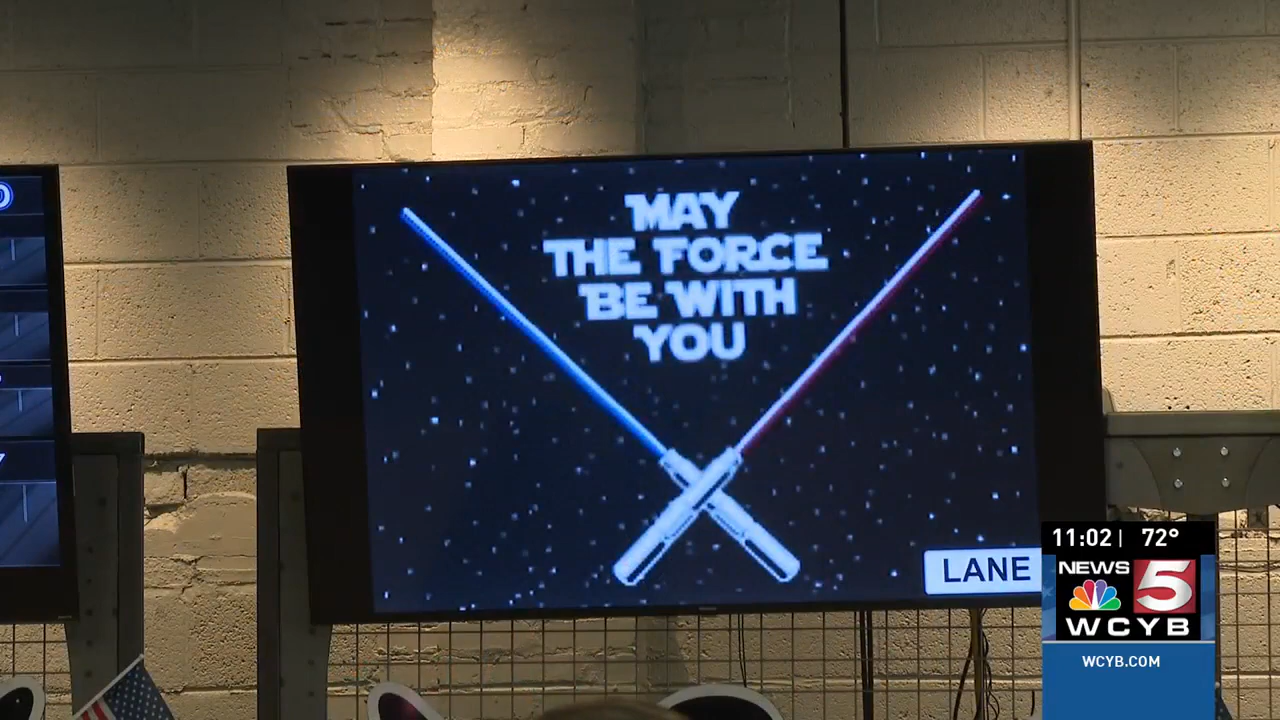 MAY
THE FORCE
BE WITH
YOU
LANE
11:02 | 72°
NEWS 5
WCYB
WCYB.COM